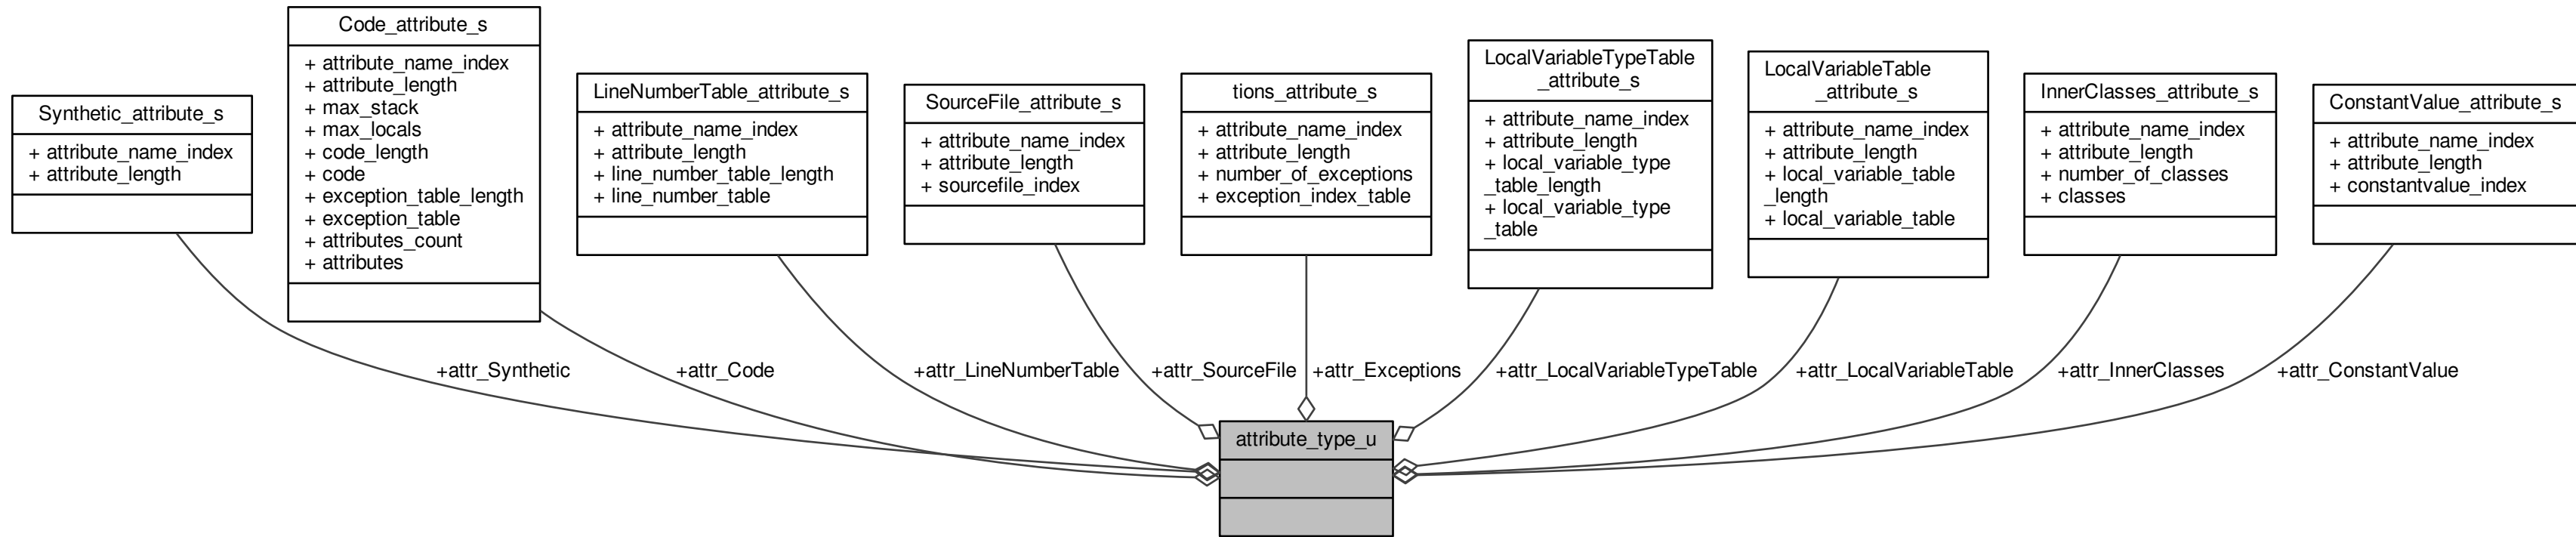 Synthetic_attribute_s
+ attribute_name_index
+ attribute_length
Code_attribute_s
+ attribute_name_index
+ attribute_length
+ max_stack
+ max_locals
+ code_length
+ code
+ exception_table_length
+ exception_table
+ attributes_count
+ attributes
LineNumberTable_attribute_s
+ attribute_name_index
+ attribute_length
+ line_number_table_length
+ line_number_table
SourceFile_attribute_s
+ attribute_name_index
+ attribute_length
+ sourcefile_index
tions_attribute_s
+ attribute_name_index
+ attribute_length
+ number_of_exceptions
+ exception_index_table
LocalVariableTypeTable
_attribute_s
+ attribute_name_index
+ attribute_length
+ local_variable_type
_table_length
+ local_variable_type
_table
LocalVariableTable
_attribute_s
+ attribute_name_index
+ attribute_length
+ local_variable_table
_length
+ local_variable_table
InnerClasses_attribute_s
+ attribute_name_index
+ attribute_length
+ number_of_classes
+ classes
ConstantValue_attribute_s
+ attribute_name_index
+ attribute_length
+ constantvalue_index
+attr_Synthetic
+attr_Code
+attr_LineNumberTable
+attr_SourceFile
+attr_Exceptions
+attr_LocalVariableTypeTable
+attr_LocalVariableTable
+attr_InnerClasses
+attr_ConstantValue
attribute_type_u